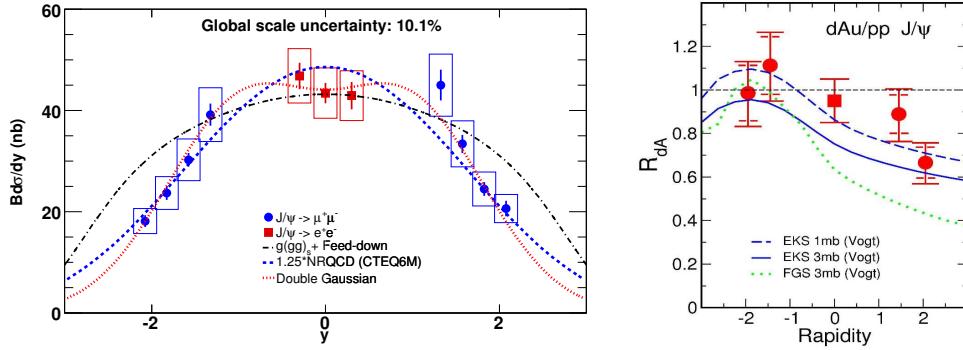 Global scale uncertainty: 10.1%
Bdσ/dy (nb)
60
40
20
0
J/ψ -> μ⁺μ⁻
J/ψ -> e⁺e⁻
g(gg)ₛ+ Feed-down
1.25*NRQCD (CTEQ6M)
Double Gaussian
-2 0 2
y
dAu/pp J/ψ
R_dA
1.2
1
0.8
0.6
0.4
0.2
0
EKS 1mb (Vogt)
EKS 3mb (Vogt)
FGS 3mb (Vogt)
-2 -1 0 1 2
Rapidity